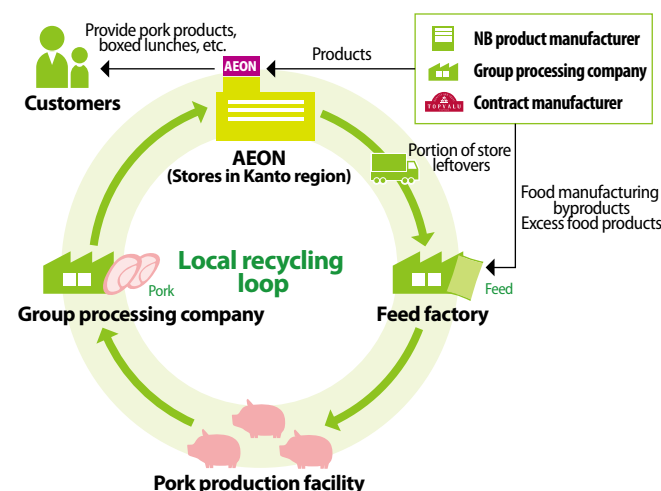 Provide pork products,
boxed lunches, etc.
Products
AEON
Customers
NB product manufacturer
Group processing company
TOPVALU
Contract manufacturer
AEON
(Stores in Kanto region)
Portion of store
leftovers
Food manufacturing
byproducts
Excess food products
Local recycling
loop
Pork
Group processing company
Feed
Feed factory
Pork production facility